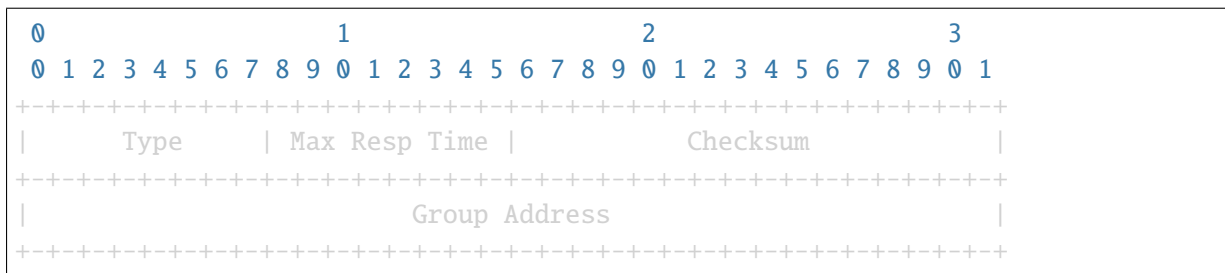 0                   1                   2                   3
 0 1 2 3 4 5 6 7 8 9 0 1 2 3 4 5 6 7 8 9 0 1 2 3 4 5 6 7 8 9 0 1
+-+-+-+-+-+-+-+-+-+-+-+-+-+-+-+-+-+-+-+-+-+-+-+-+-+-+-+-+-+-+-+-+
|      Type     | Max Resp Time |           Checksum            |
+-+-+-+-+-+-+-+-+-+-+-+-+-+-+-+-+-+-+-+-+-+-+-+-+-+-+-+-+-+-+-+-+
|                         Group Address                         |
+-+-+-+-+-+-+-+-+-+-+-+-+-+-+-+-+-+-+-+-+-+-+-+-+-+-+-+-+-+-+-+-+